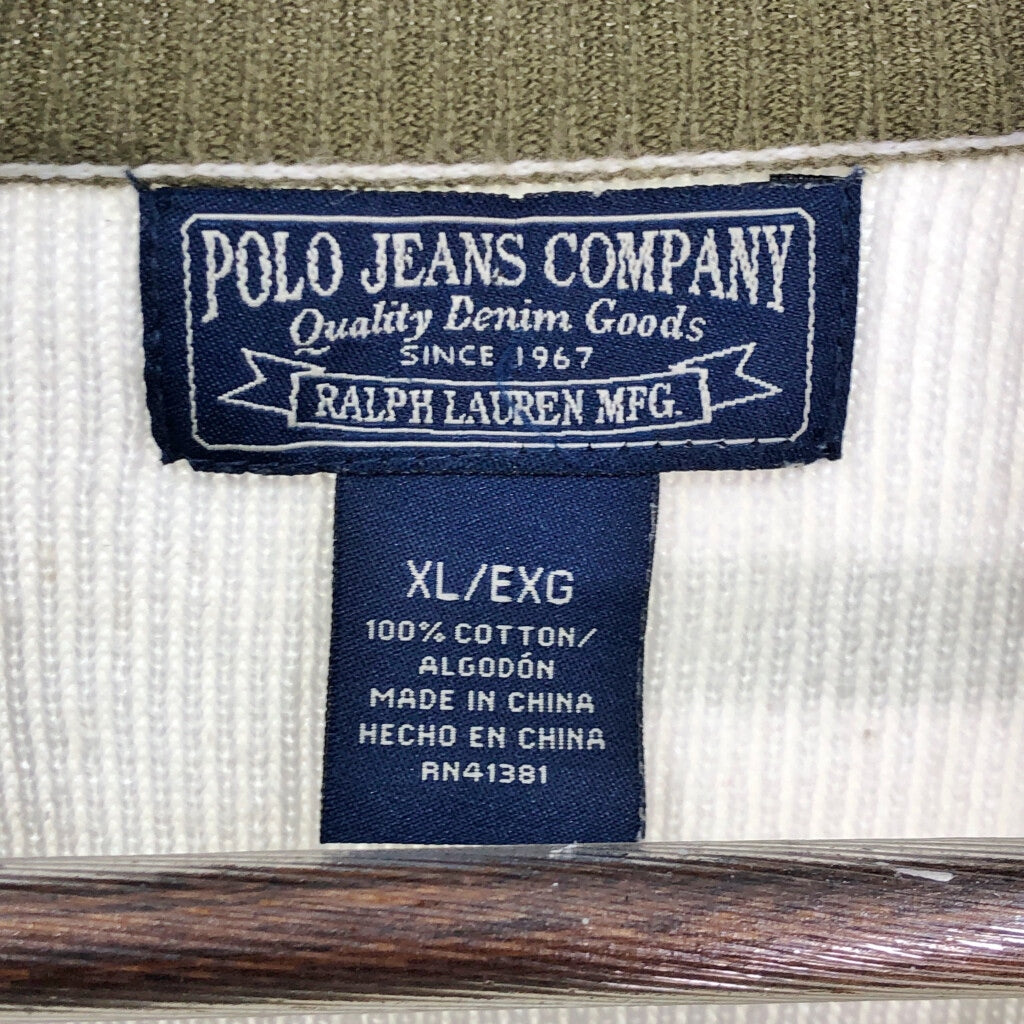 POLO JEANS COMPANY
Quality Denim Goods
SINCE 1967
RALPH LAUREN MFG.
XL/EXG
100% COTTON/
ALGODÓN
MADE IN CHINA
HECHO EN CHINA
RN41381